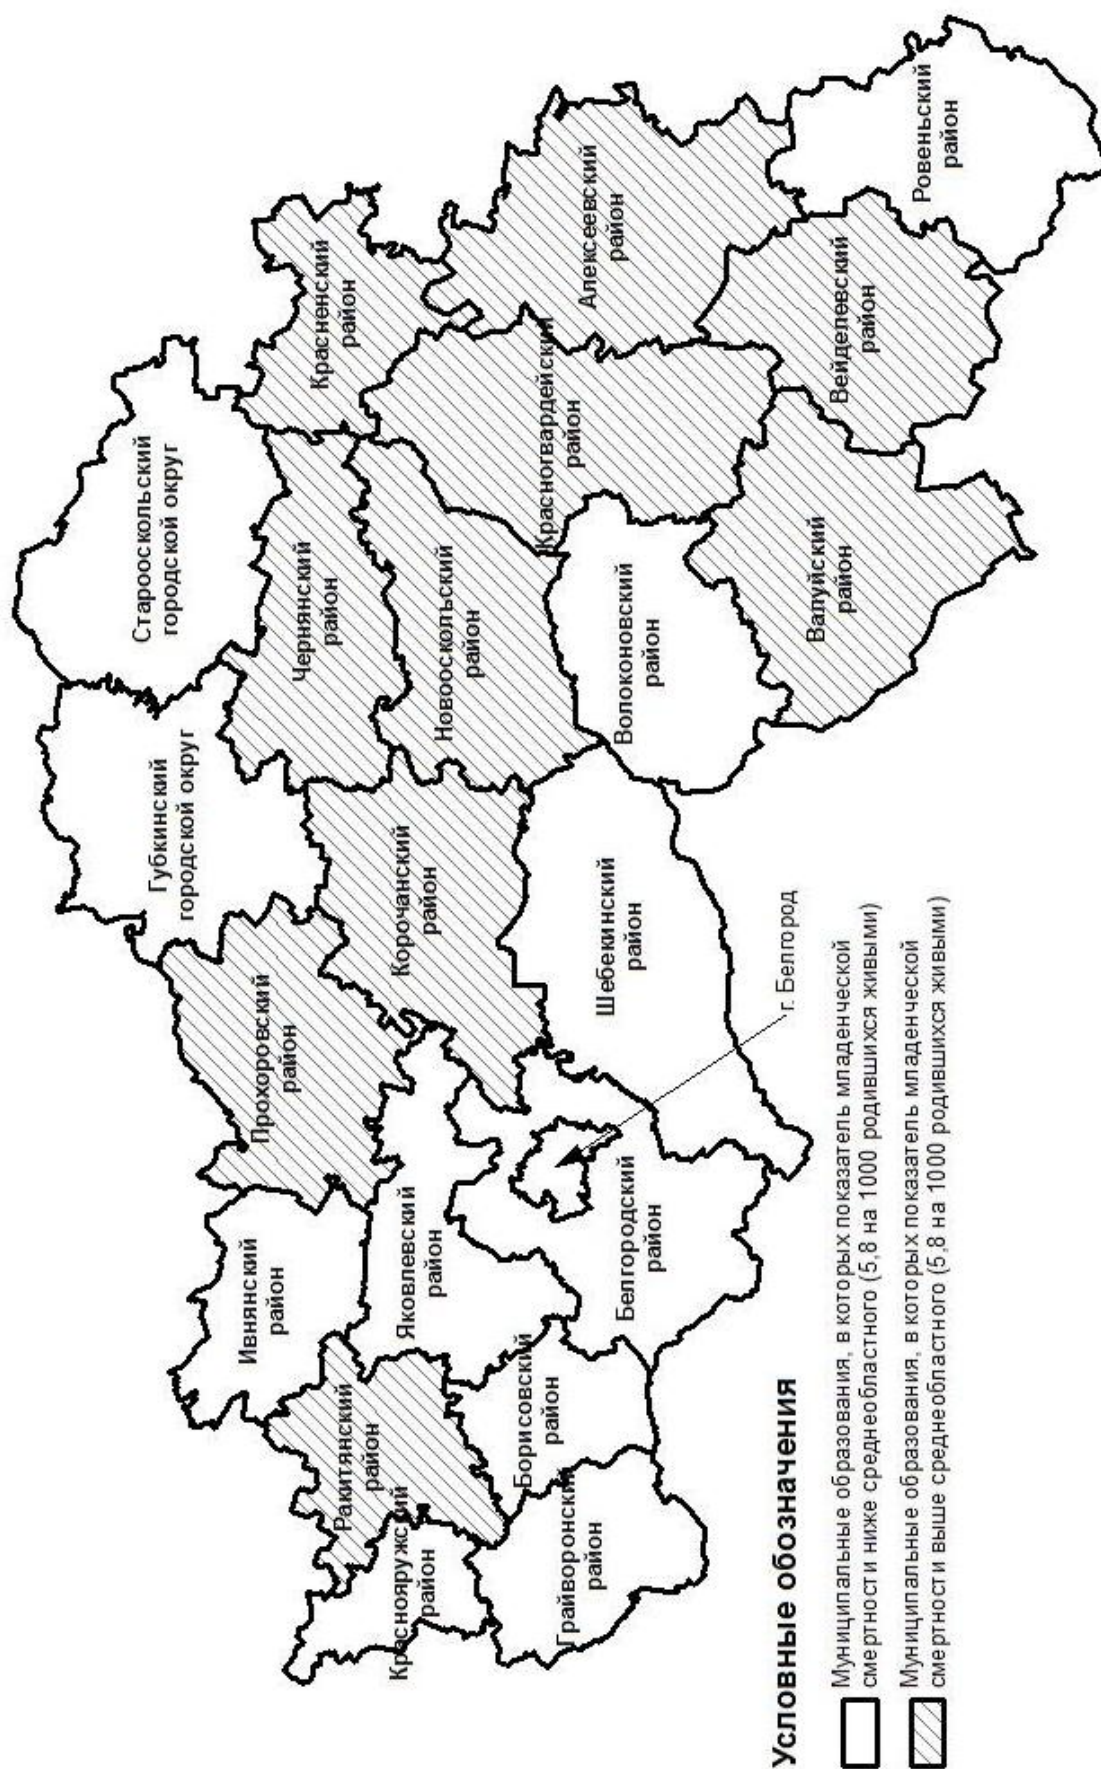 Старооскольский
городской округ
Губкинский
городской округ
Прохоровский
район
Ивнянский
район
Ракитянский
район
Краснояружский
район
Грайворонский
район
Борисовский
район
Яковлевский
район
Белгородский
район
г. Белгород
Корочанский
район
Шебекинский
район
Чернянский
район
Новооскольский
район
Волоконовский
район
Красненский
район
Красногвардейский
район
Алексеевский
район
Валуйский
район
Вейделевский
район
Ровеньский
район
Условные обозначения
Муниципальные образования, в которых показатель младенческой
смертности ниже среднеобластного (5,8 на 1000 родившихся живыми)
Муниципальные образования, в которых показатель младенческой
смертности выше среднеобластного (5,8 на 1000 родившихся живыми)